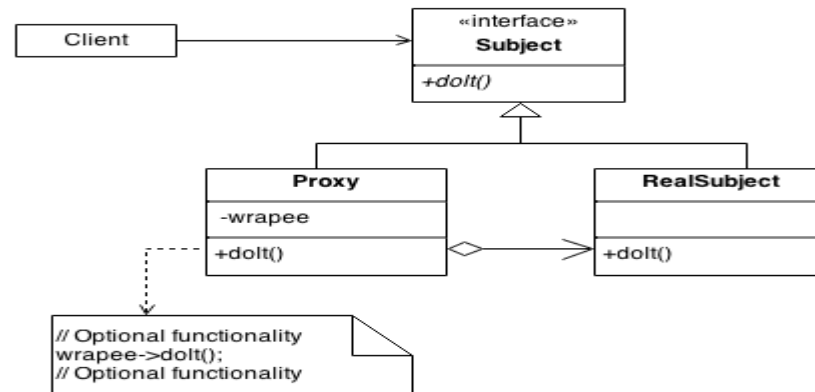 Client
«interface»
Subject
+doIt()
Proxy
-wrapee
+doIt()
RealSubject
+doIt()
// Optional functionality
wrapee->doIt();
// Optional functionality